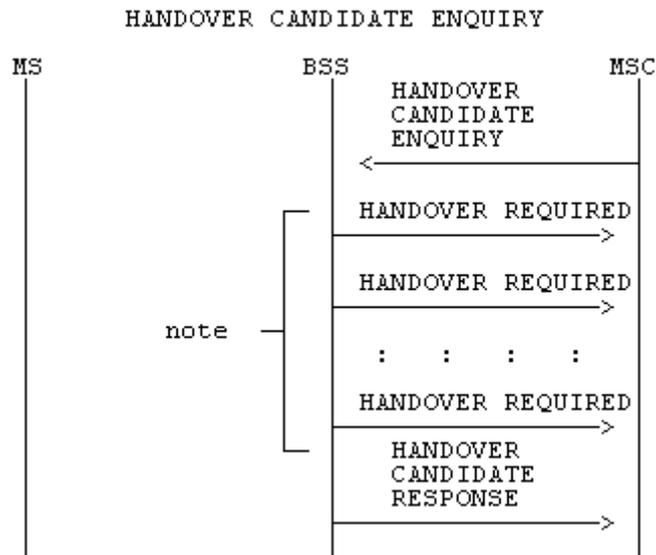 HANDOVER CANDIDATE ENQUIRY
MS BSS MSC
HANDOVER
CANDIDATE
ENQUIRY
HANDOVER REQUIRED
HANDOVER REQUIRED
note
: : : :
HANDOVER REQUIRED
HANDOVER
CANDIDATE
RESPONSE